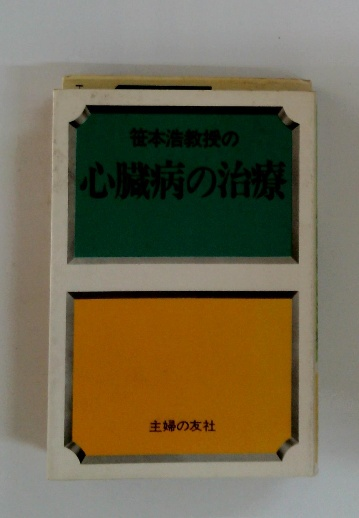 笹本浩教授の
心臓病の治療
主婦の友社